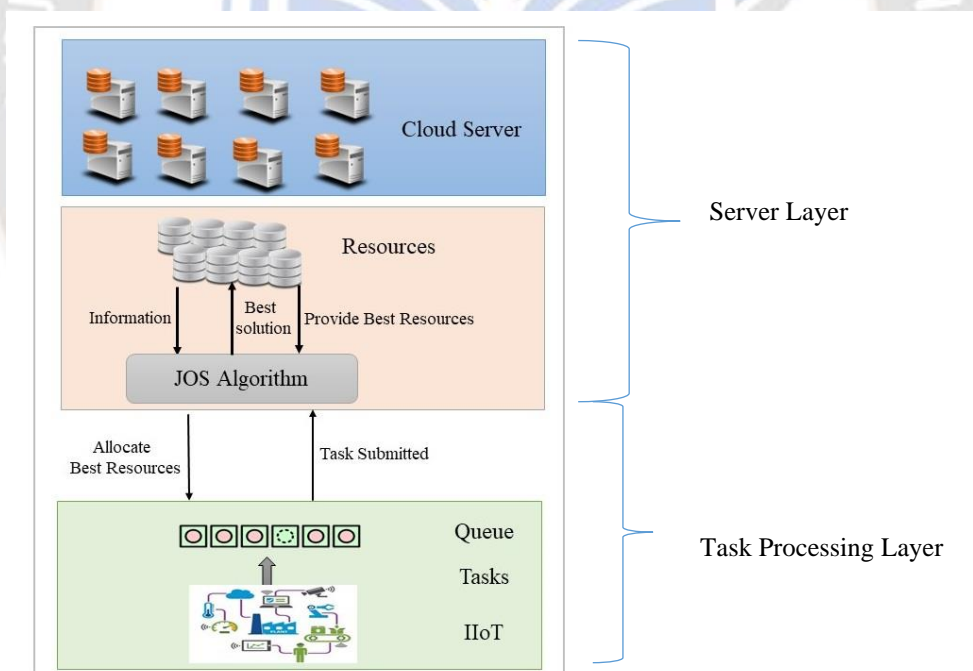 Cloud Server
Server Layer
Resources
Information
Best
solution
Provide Best Resources
JOS Algorithm
Allocate
Best Resources
Task Submitted
Queue
Task Processing Layer
Tasks
IIoT